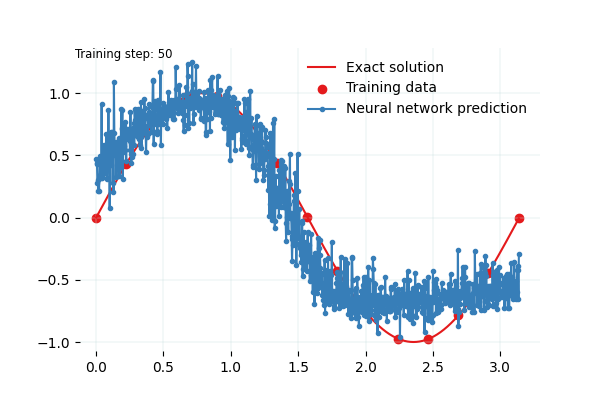 Training step: 50
Exact solution
Training data
Neural network prediction
1.0
0.5
0.0
−0.5
−1.0
0.0 0.5 1.0 1.5 2.0 2.5 3.0